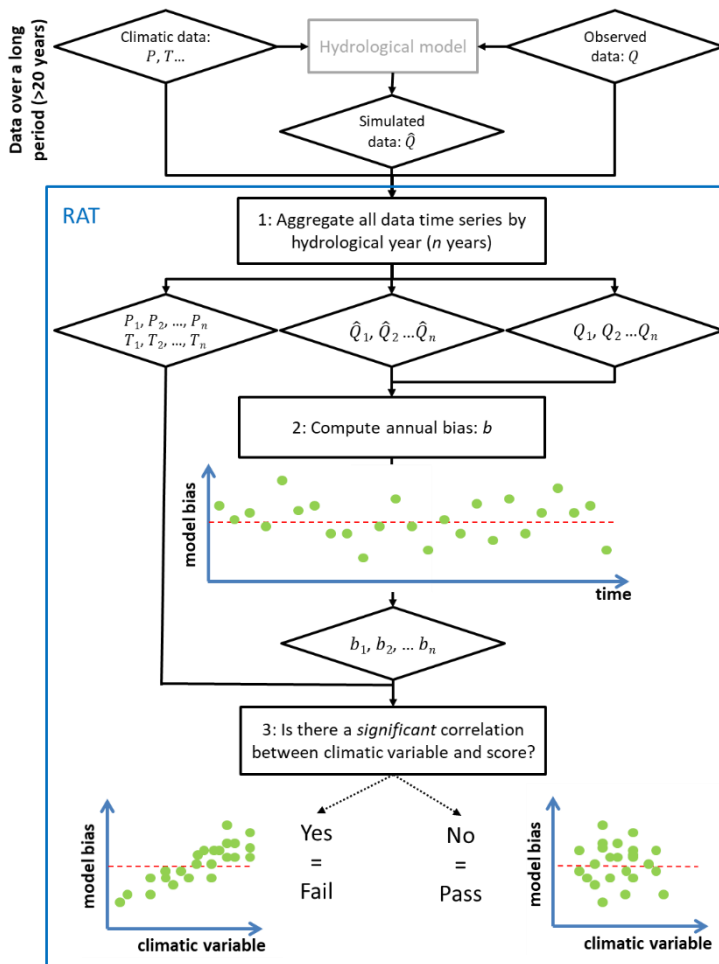 Data over a long
period (>20 years)
Climatic data:
P, T…
Hydrological model
Observed
data: Q
Simulated
data: Q̂
RAT
1: Aggregate all data time series by
hydrological year (n years)
P₁, P₂, …, Pₙ
T₁, T₂, …, Tₙ
Q̂₁, Q̂₂ …Q̂ₙ
Q₁, Q₂ …Qₙ
2: Compute annual bias: b
model bias
time
b₁, b₂, … bₙ
3: Is there a significant correlation
between climatic variable and score?
model bias
climatic variable
Yes
=
Fail
No
=
Pass
model bias
climatic variable